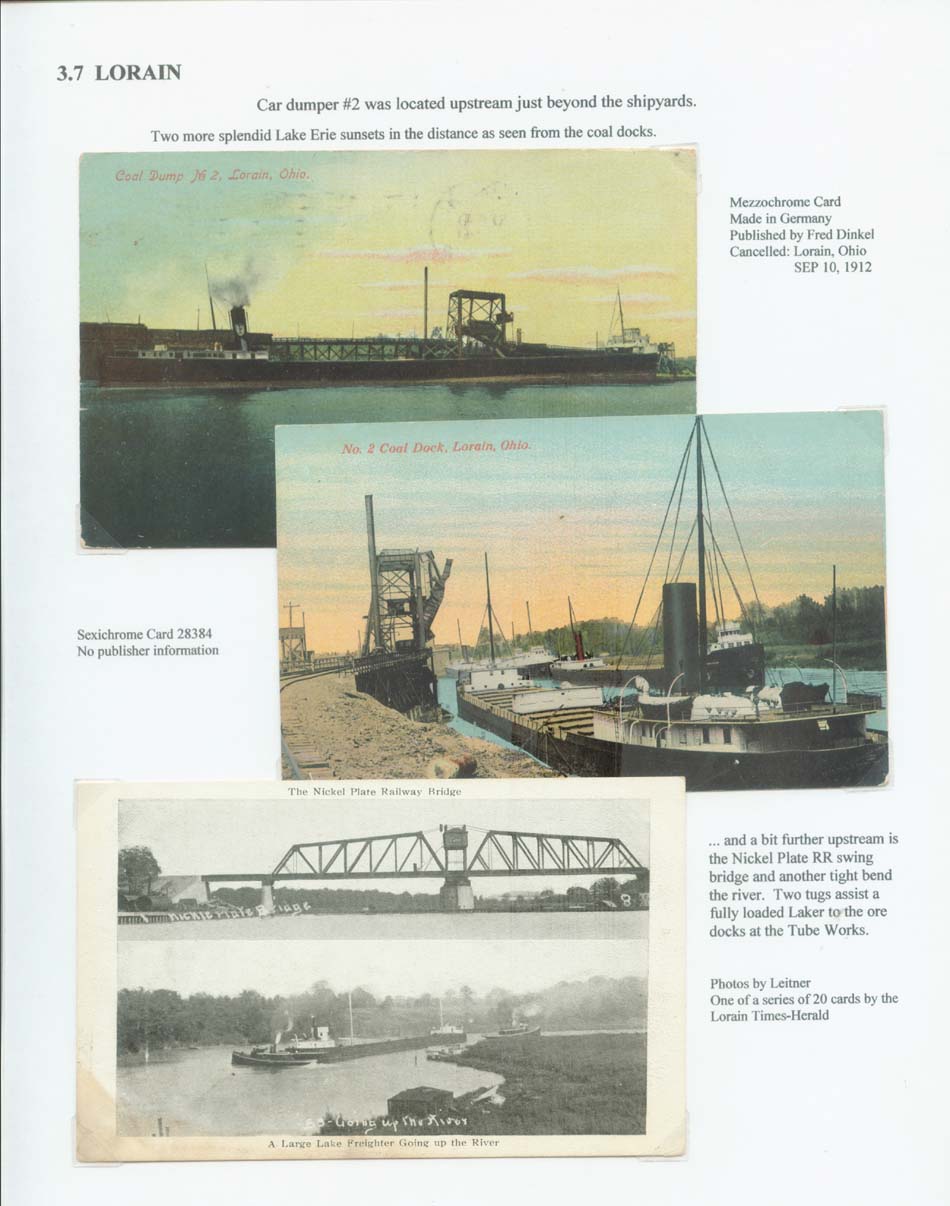 3.7 LORAIN
Car dumper #2 was located upstream just beyond the shipyards.
Two more splendid Lake Erie sunsets in the distance as seen from the coal docks.
Coal Dump № 2, Lorain, Ohio.
Mezzochrome Card
Made in Germany
Published by Fred Dinkel
Cancelled: Lorain, Ohio
SEP 10, 1912
No. 2 Coal Dock, Lorain, Ohio.
Sexichrome Card 28384
No publisher information
The Nickel Plate Railway Bridge
Nickle Plate Bridge
8
... and a bit further upstream is
the Nickel Plate RR swing
bridge and another tight bend
the river. Two tugs assist a
fully loaded Laker to the ore
docks at the Tube Works.
Photos by Leitner
One of a series of 20 cards by the
Lorain Times-Herald
Going up the River
A Large Lake Freighter Going up the River